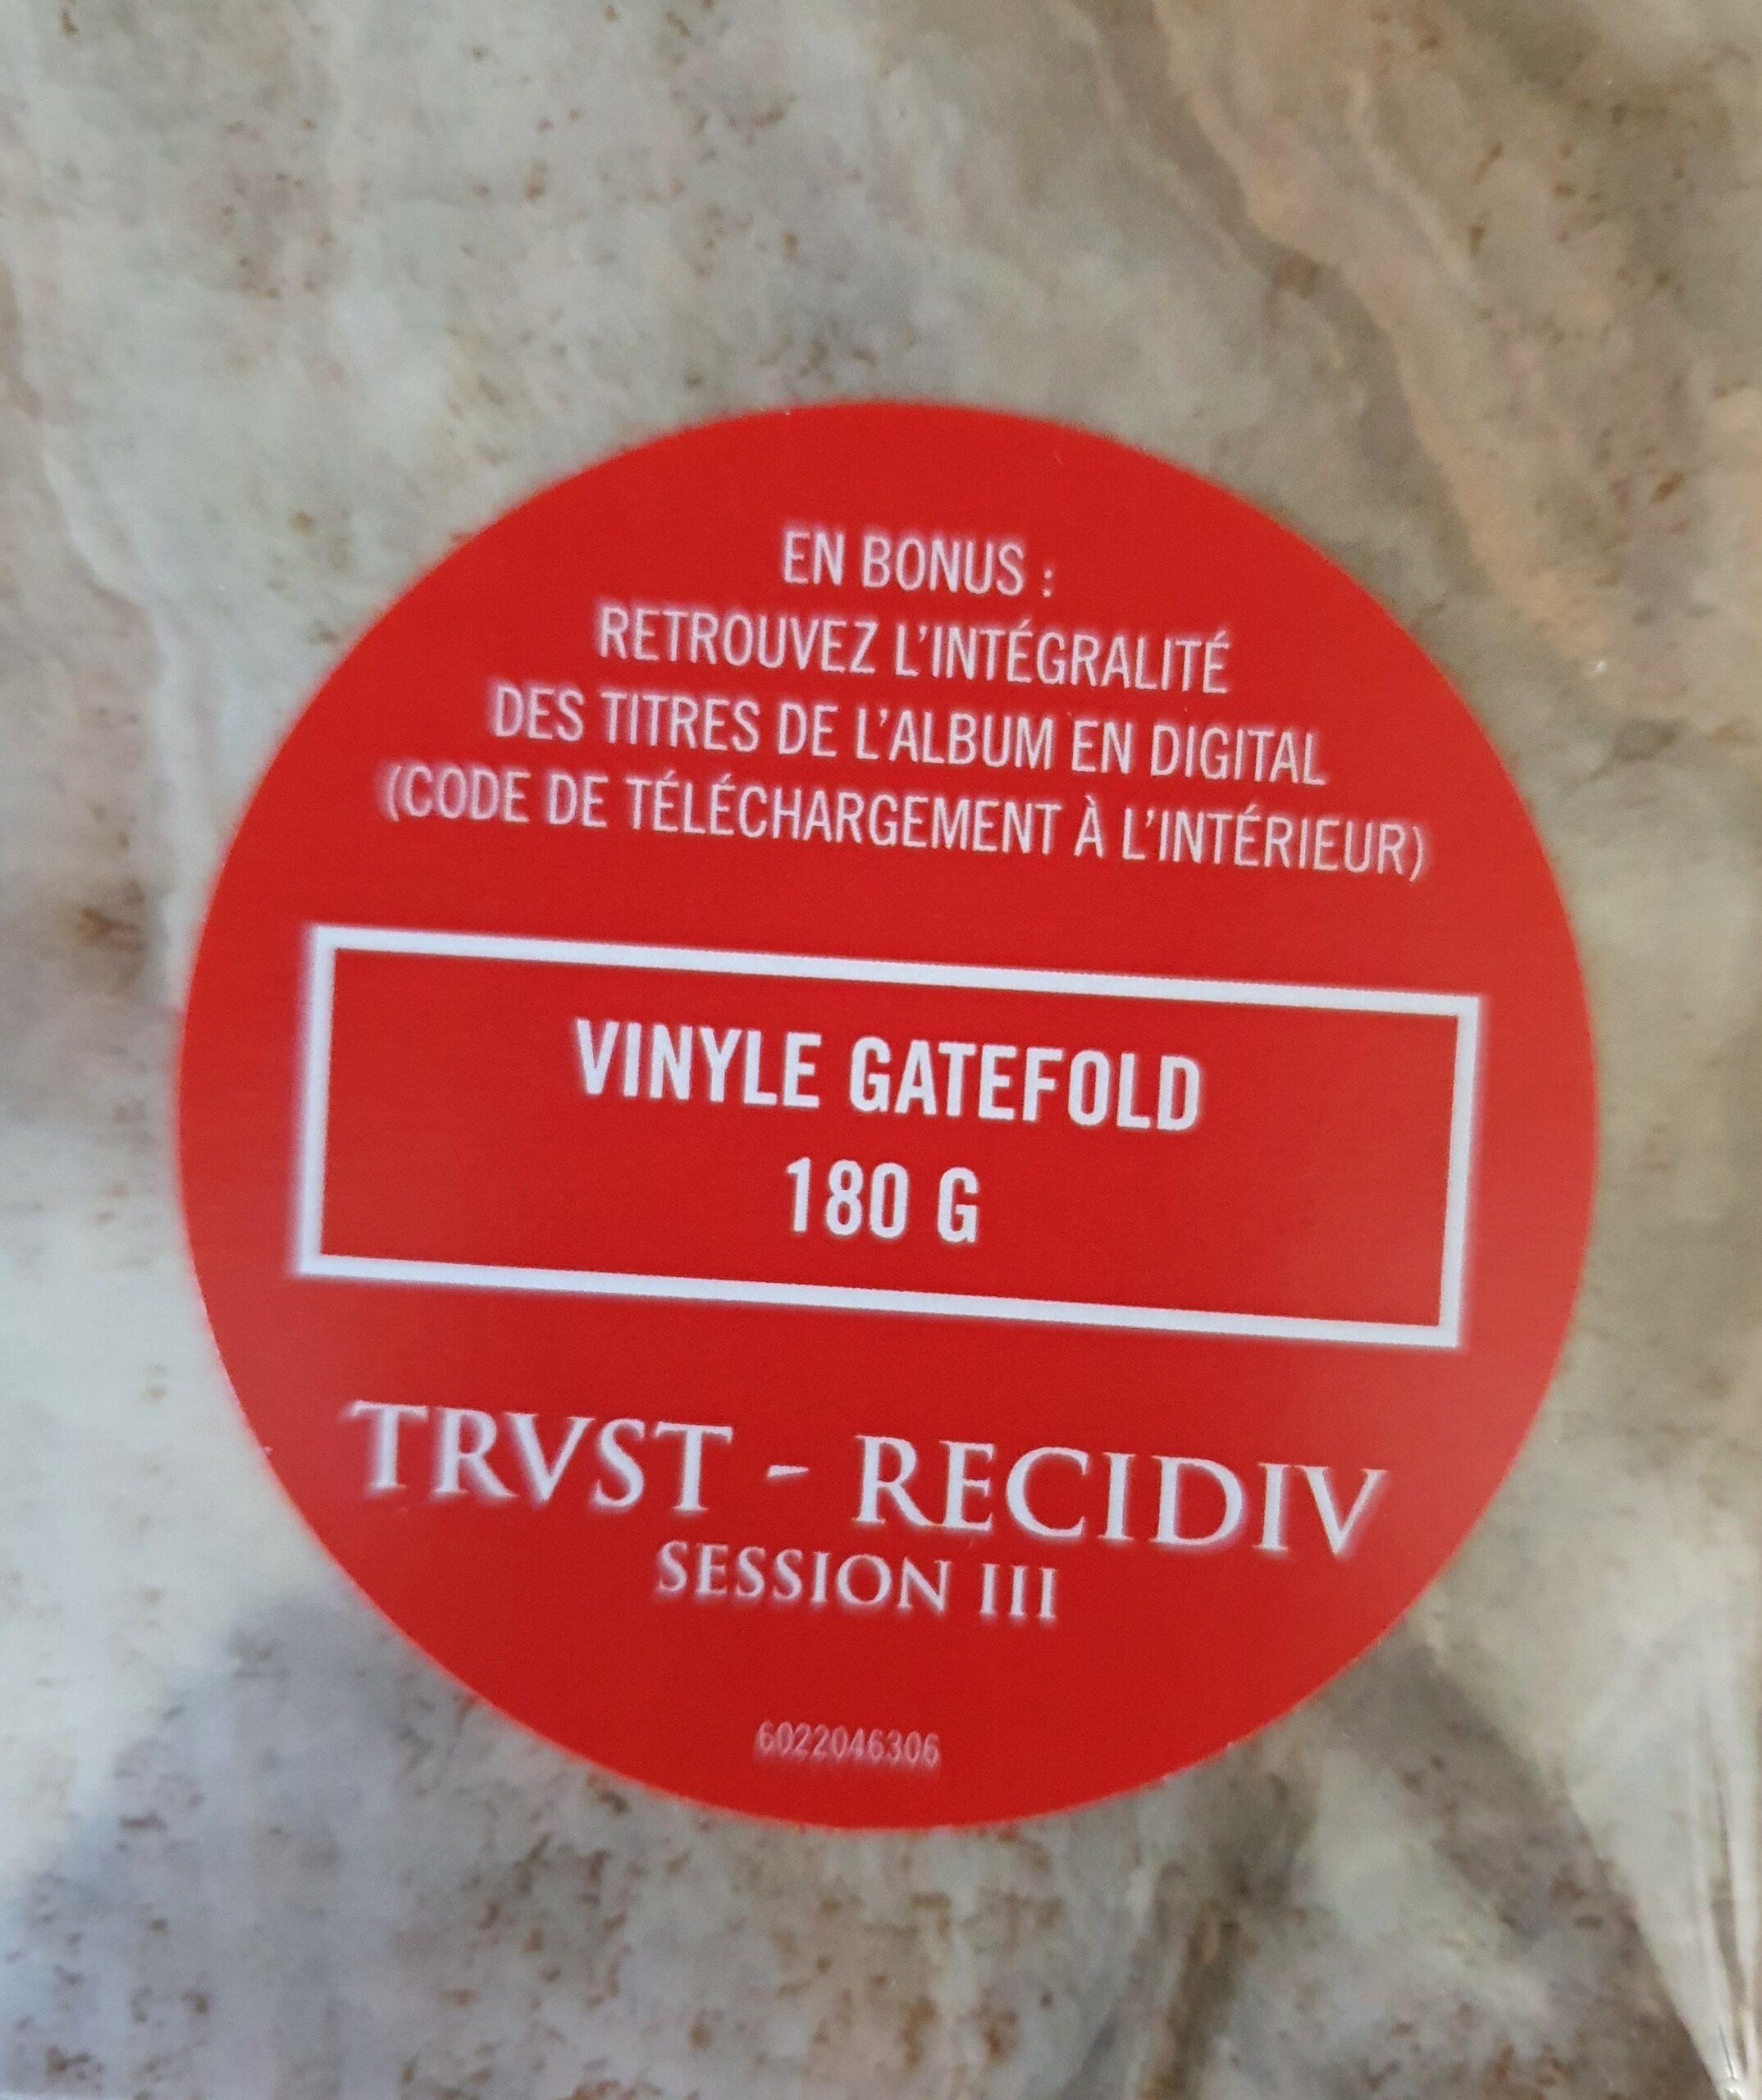 EN BONUS :
RETROUVEZ L'INTÉGRALITÉ
DES TITRES DE L'ALBUM EN DIGITAL
(CODE DE TÉLÉCHARGEMENT À L'INTÉRIEUR)
VINYLE GATEFOLD
180 G
TRVST - RECIDIV
SESSION III
6022046306